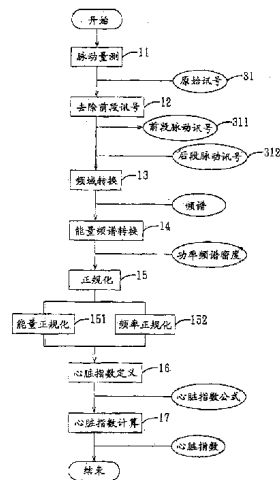 开始
脉动量测
11
原始讯号
31
去除前段讯号
12
前段脉动讯号
311
后段脉动讯号
312
频域转换
13
频谱
能量频谱转换
14
功率频谱密度
正规化
15
能量正规化
151
频率正规化
152
心脏指数定义
16
心脏指数公式
心脏指数计算
17
心脏指数
结束